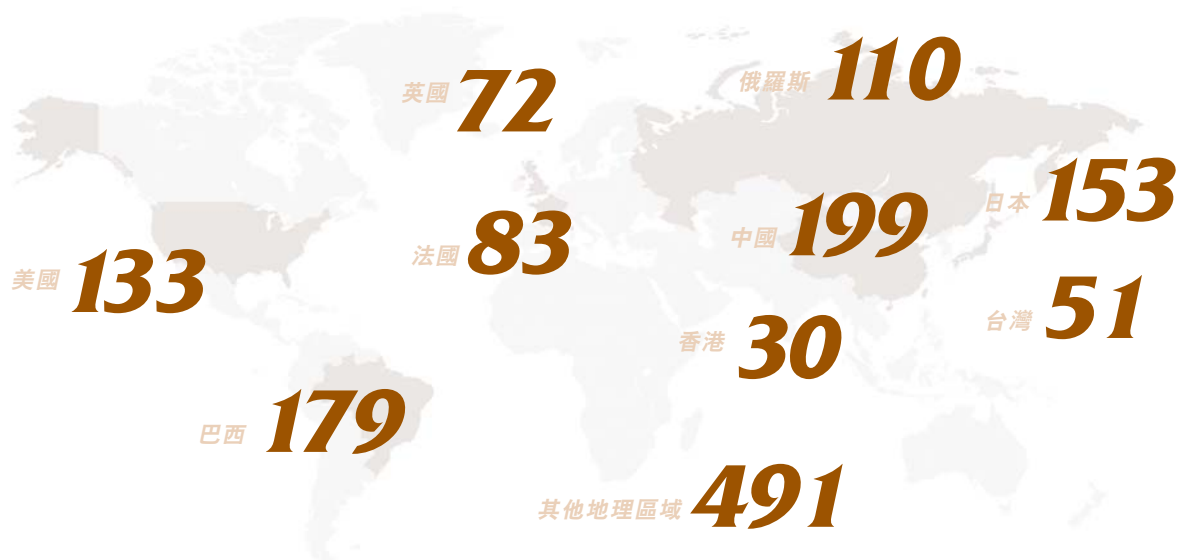 英國 72
俄羅斯 110
日本 153
中國 199
法國 83
美國 133
台灣 51
香港 30
巴西 179
其他地理區域 491